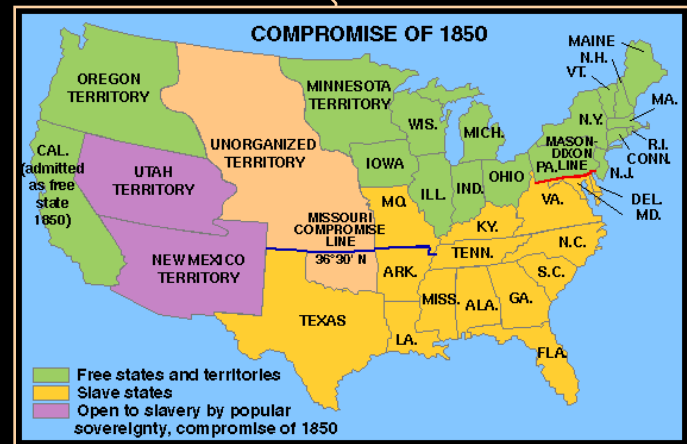 COMPROMISE OF 1850
MAINE
N.H.
VT.
MA.
OREGON
TERRITORY
MINNESOTA
TERRITORY
N.Y.
WIS.
MICH.
R.I.
CONN.
MASON-
DIXON
LINE
PA.
N.J.
UNORGANIZED
TERRITORY
CAL.
(admitted
as free
state
1850)
UTAH
TERRITORY
IOWA
ILL.
IND.
OHIO
DEL.
MD.
MO.
VA.
KY.
MISSOURI
COMPROMISE
LINE
36°30' N
NEW MEXICO
TERRITORY
TENN.
N.C.
ARK.
S.C.
MISS.
ALA.
GA.
TEXAS
LA.
FLA.
Free states and territories
Slave states
Open to slavery by popular
sovereignty, compromise of 1850